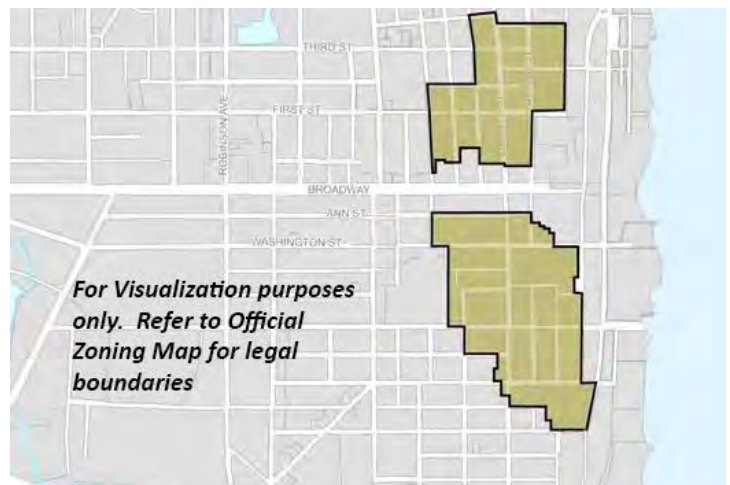 THIRD ST
ROBINSON AVE
FIRST ST
BROADWAY
ANN ST
WASHINGTON ST
For Visualization purposes
only. Refer to Official
Zoning Map for legal
boundaries